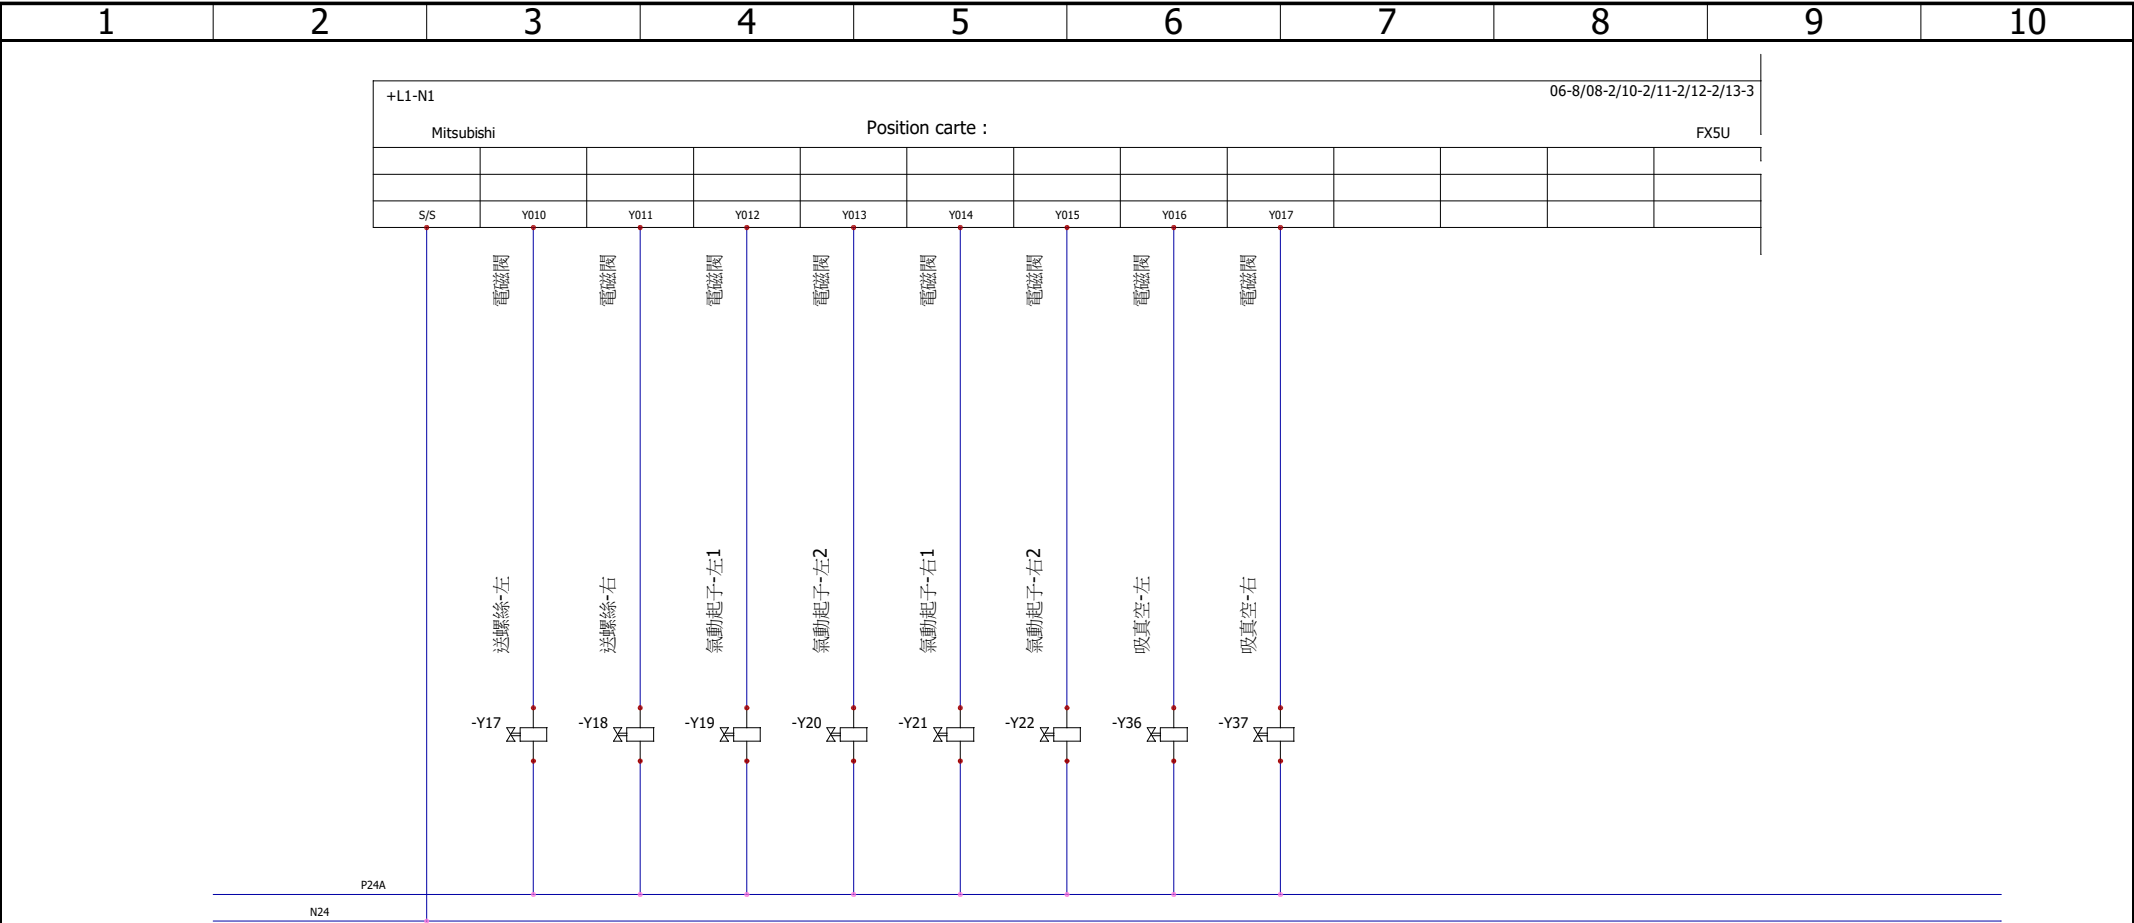 1 2 3 4 5 6 7 8 9 10
+L1-N1 06-8/08-2/10-2/11-2/12-2/13-3
Mitsubishi Position carte : FX5U
S/S Y010 Y011 Y012 Y013 Y014 Y015 Y016 Y017
電磁閥 電磁閥 電磁閥 電磁閥 電磁閥 電磁閥 電磁閥 電磁閥
送螺絲-左
送螺絲-右
氣動起子-左1
氣動起子-左2
氣動起子-右1
氣動起子-右2
吸真空-左
吸真空-右
-Y17 -Y18 -Y19 -Y20 -Y21 -Y22 -Y36 -Y37
P24A
N24